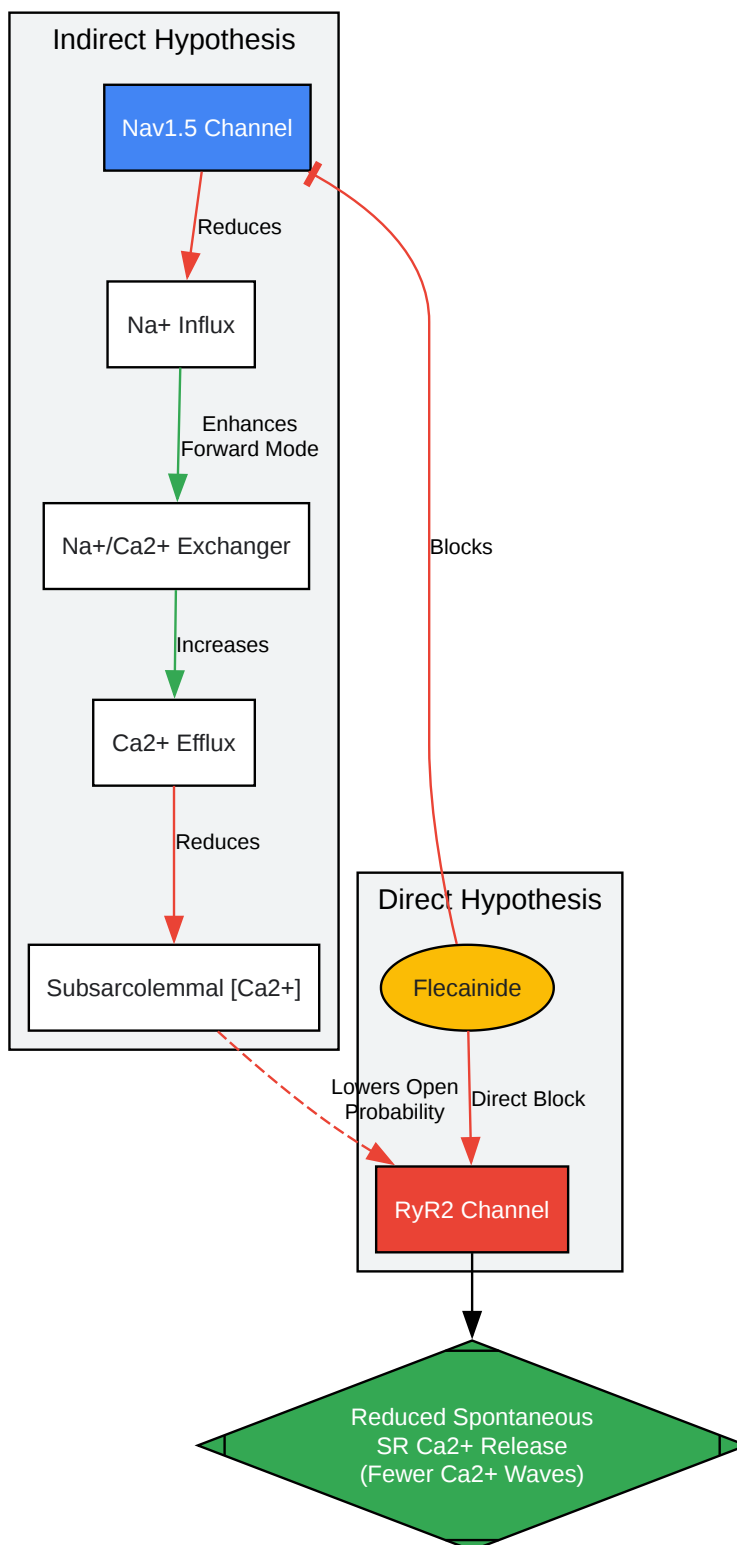 Indirect Hypothesis
Nav1.5 Channel
Reduces
Na+ Influx
Enhances
Forward Mode
Na+/Ca2+ Exchanger
Blocks
Increases
Ca2+ Efflux
Reduces
Direct Hypothesis
Subsarcolemmal [Ca2+]
Flecainide
Lowers Open
Probability
Direct Block
RyR2 Channel
Reduced Spontaneous
SR Ca2+ Release
(Fewer Ca2+ Waves)